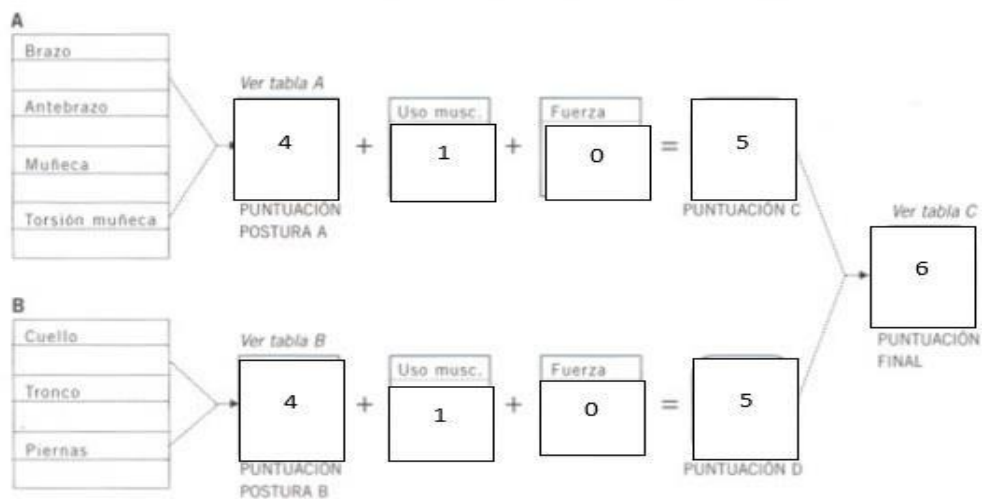 A
Brazo
Antebrazo
Muñeca
Torsión muñeca
Ver tabla A
4
PUNTUACIÓN
POSTURA A
+
Uso musc.
1
+
Fuerza
0
=
5
PUNTUACIÓN C
Ver tabla C
6
PUNTUACIÓN
FINAL
B
Cuello
Tronco
Piernas
Ver tabla B
4
PUNTUACIÓN
POSTURA B
+
Uso musc.
1
+
Fuerza
0
=
5
PUNTUACIÓN D